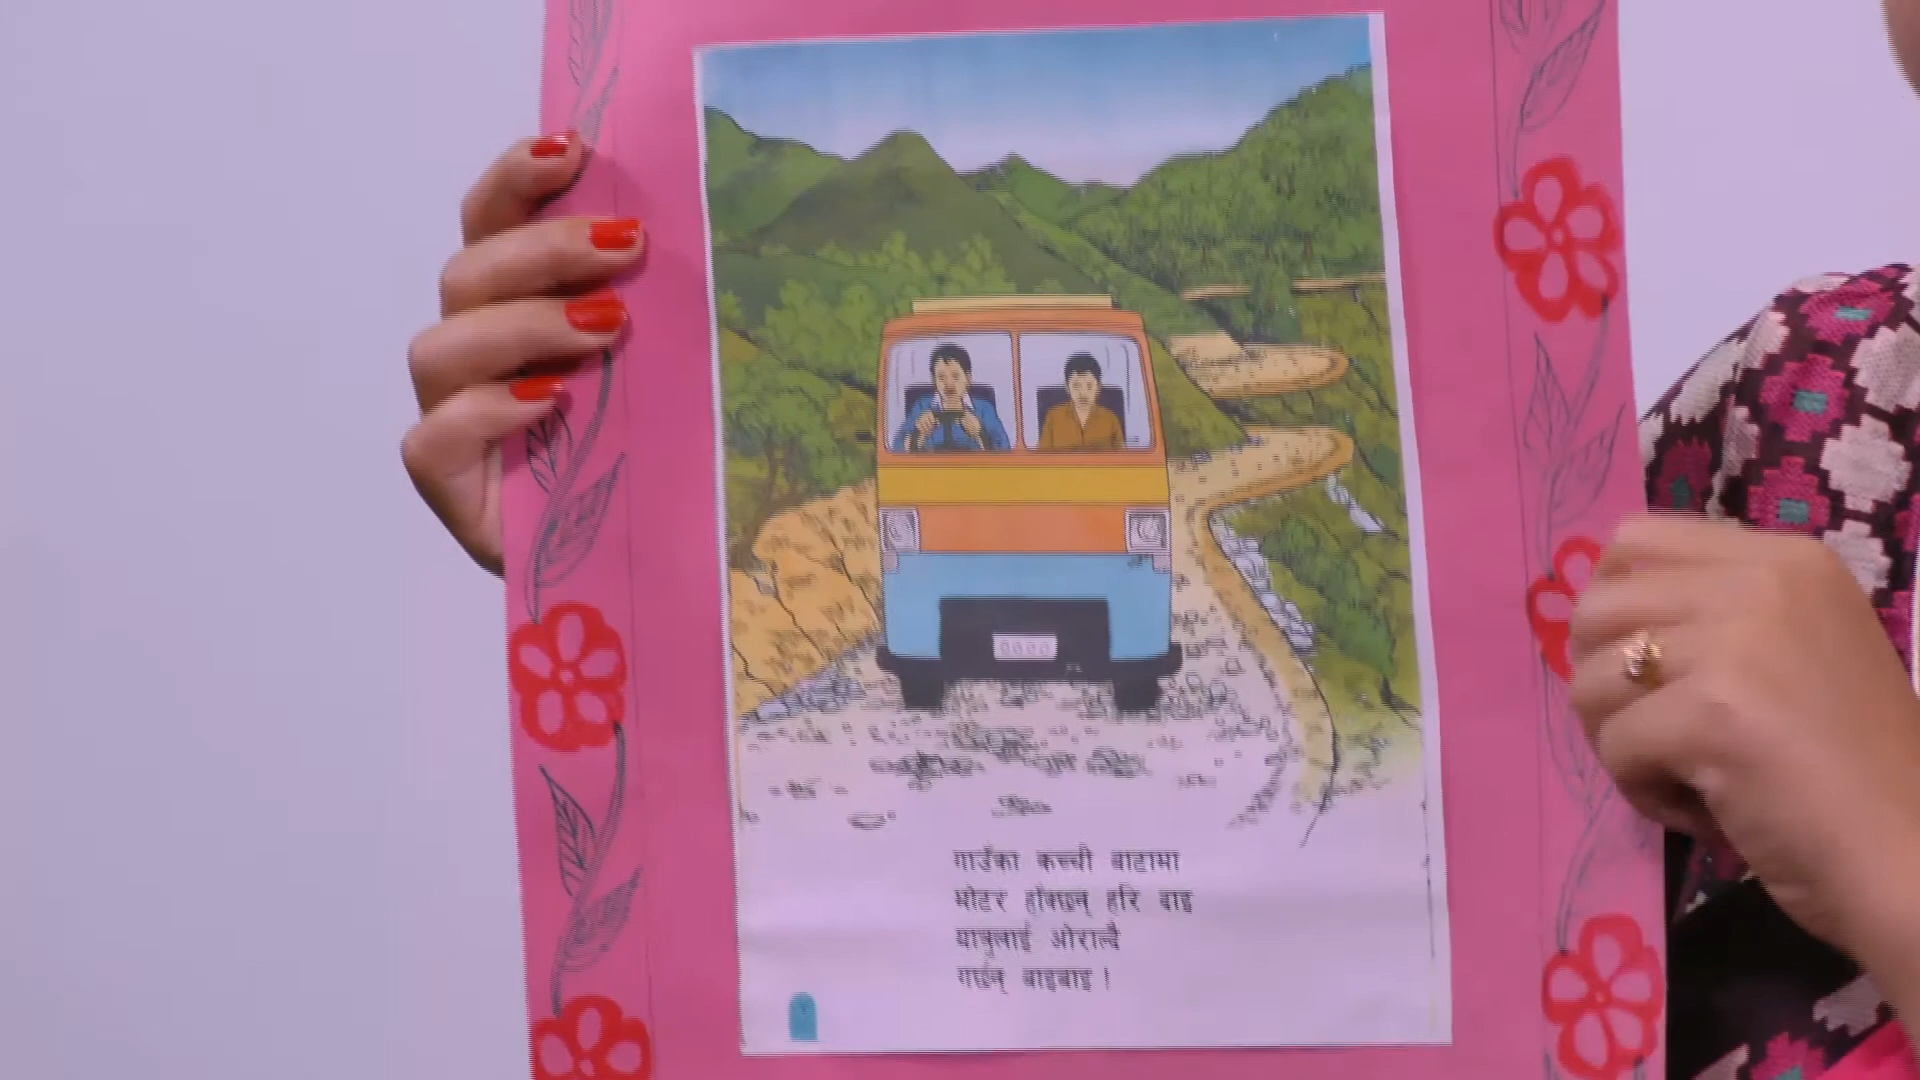 गाउँका कच्ची बाटामा
मोटर हाँक्छन् हरि दाइ
यात्रुलाई ओराल्दै
गर्छन् बाइबाइ ।